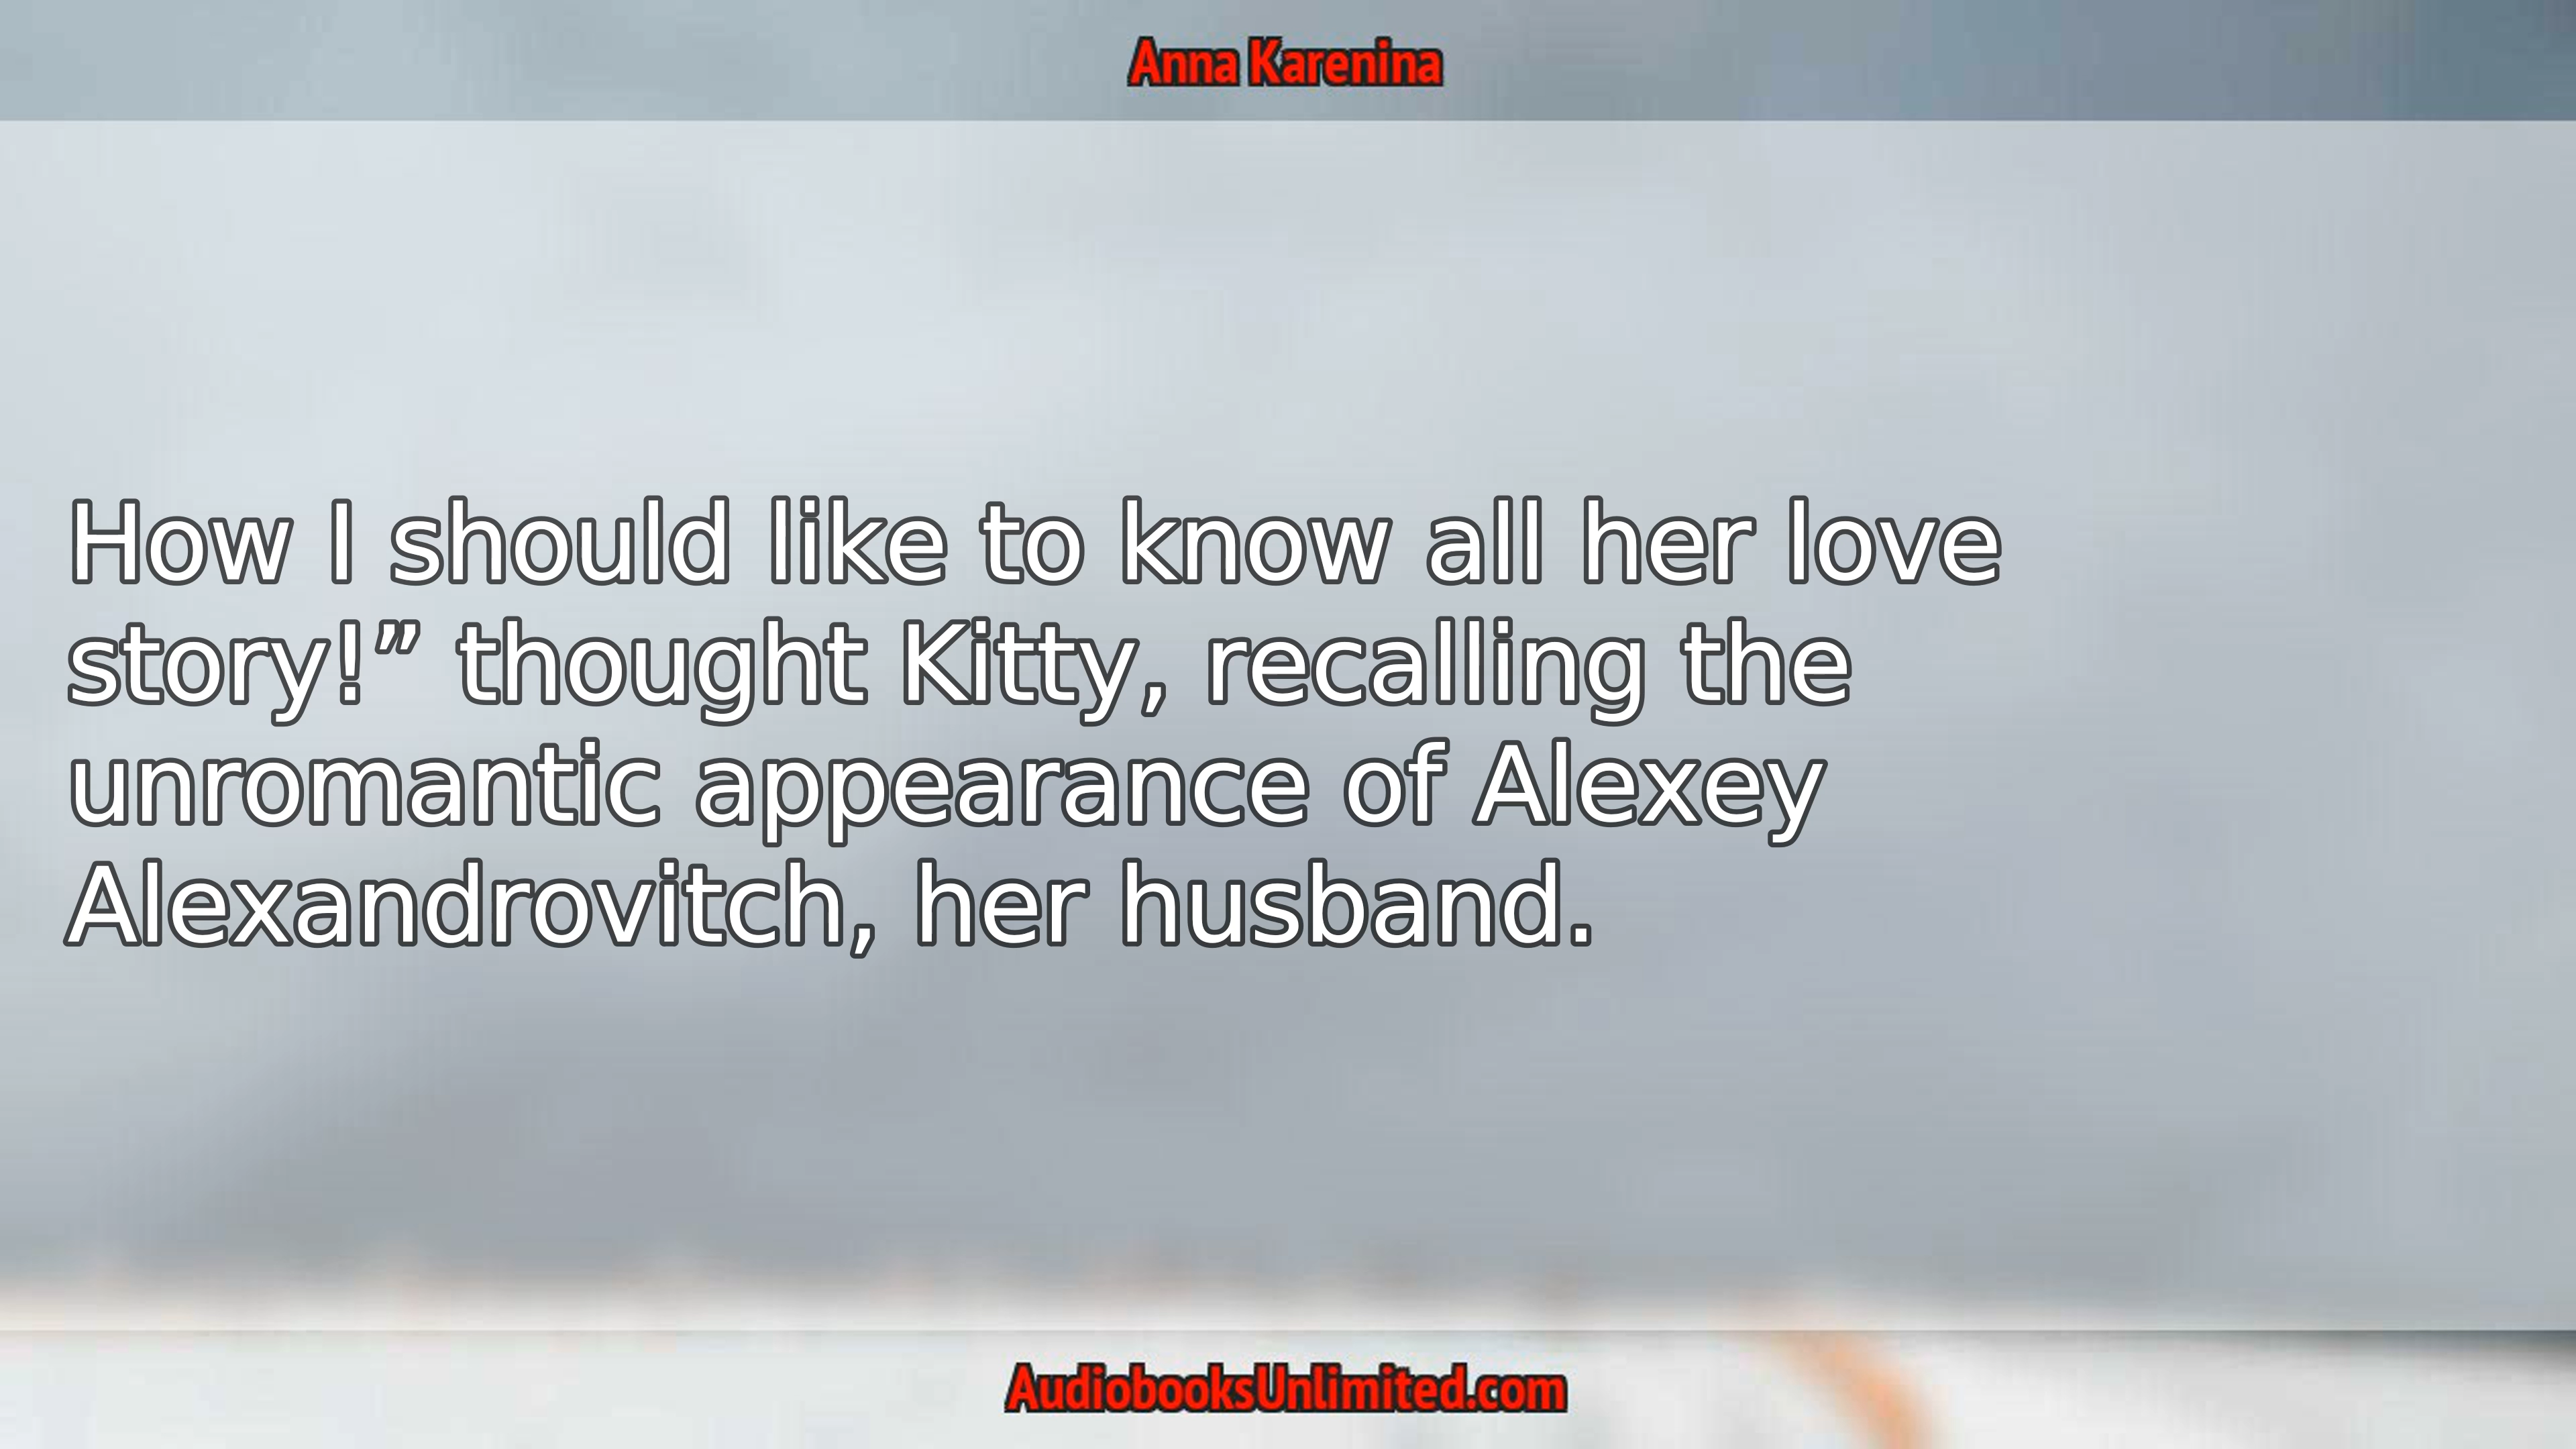 Anna Karenina
How I should like to know all her love
story!” thought Kitty, recalling the
unromantic appearance of Alexey
Alexandrovitch, her husband.
AudiobooksUnlimited.com